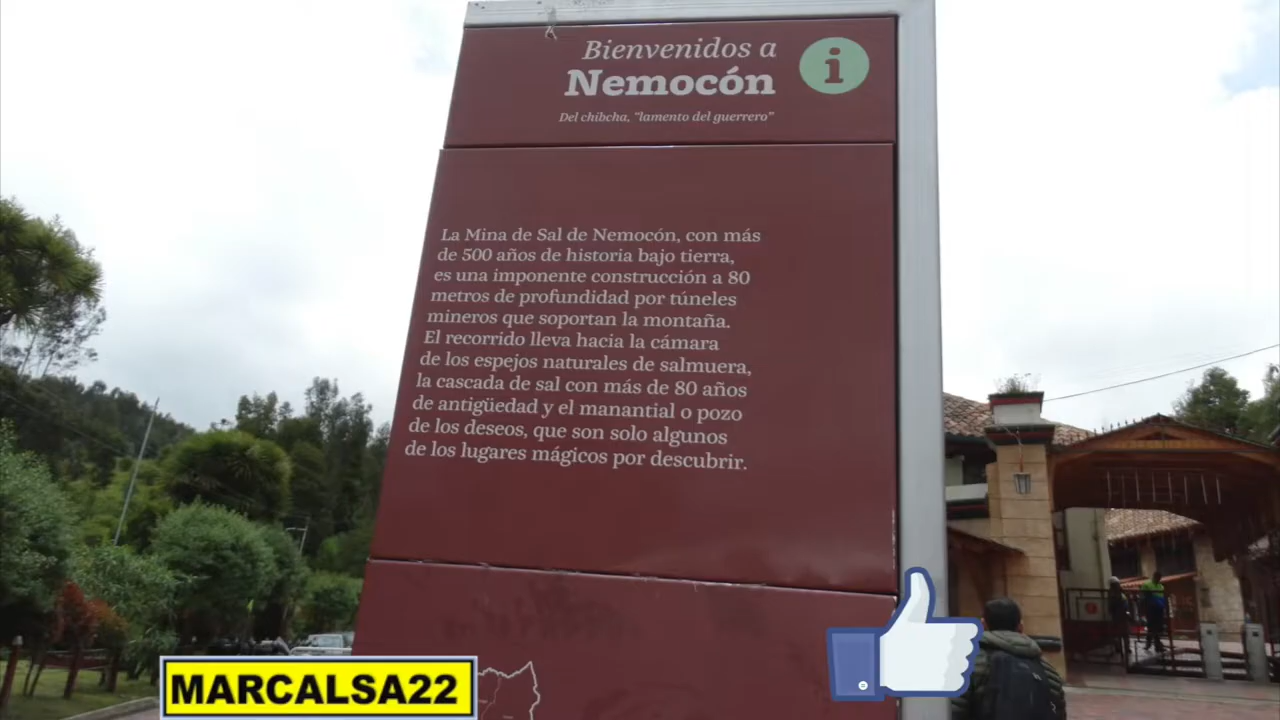 Bienvenidos a
Nemocón
i
Del chibcha, "lamento del guerrero"
La Mina de Sal de Nemocón, con más
de 500 años de historia bajo tierra,
es una imponente construcción a 80
metros de profundidad por túneles
mineros que soportan la montaña.
El recorrido lleva hacia la cámara
de los espejos naturales de salmuera,
la cascada de sal con más de 80 años
de antigüedad y el manantial o pozo
de los deseos, que son solo algunos
de los lugares mágicos por descubrir.
MARCALSA22